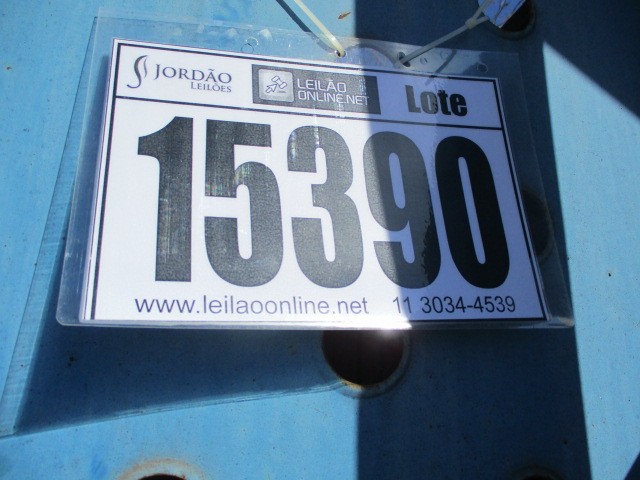 JORDÃO LEILÕES LEILÃO ONLINE.NET Lote
15390
www.leilaoonline.net 11 3034-4539